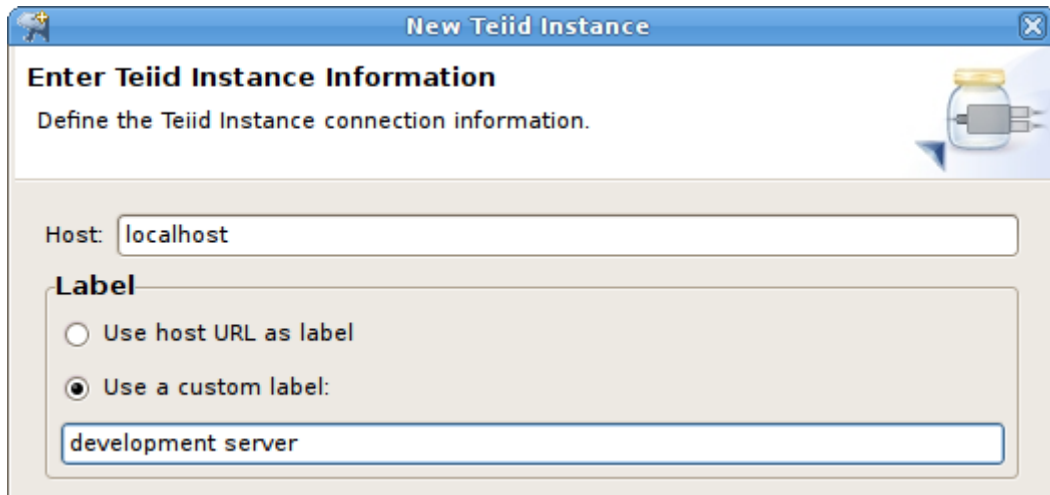 New Teiid Instance
Enter Teiid Instance Information
Define the Teiid Instance connection information.
Host: localhost
Label
Use host URL as label
Use a custom label:
development server